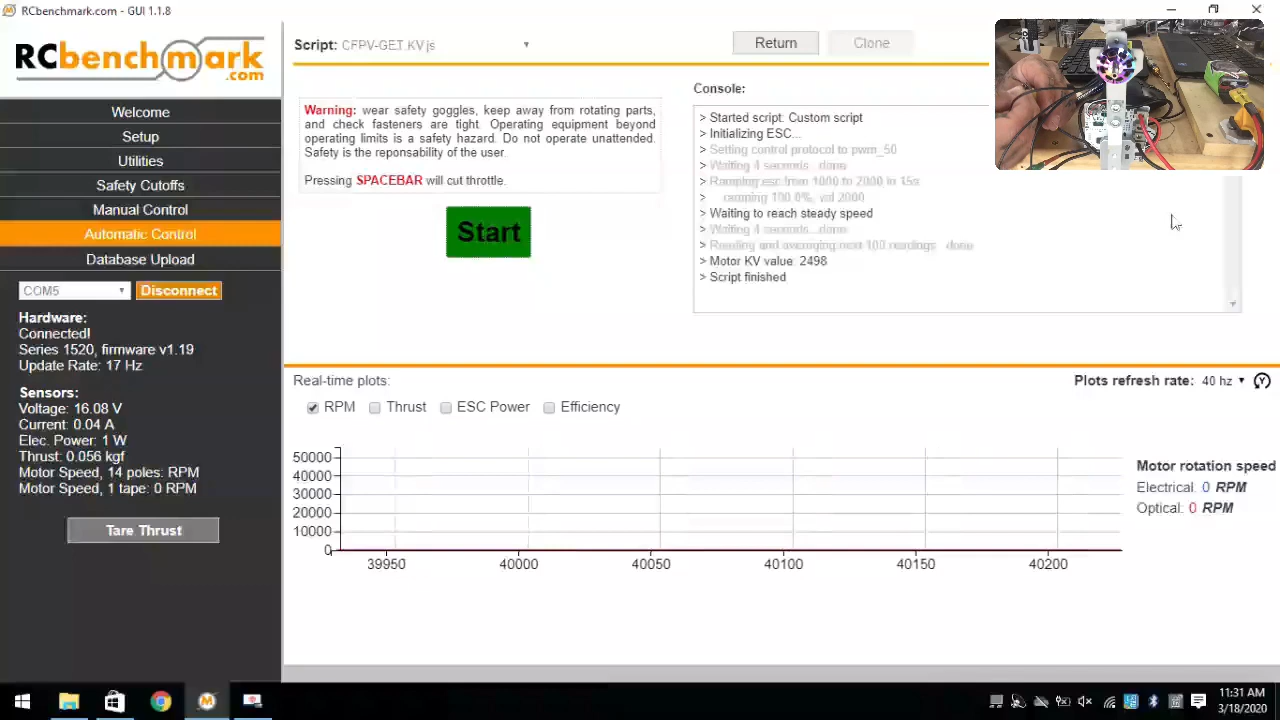 RCbenchmark.com - GUI 1.1.8
RCbenchmark
.com
Welcome
Setup
Utilities
Safety Cutoffs
Manual Control
Automatic Control
Database Upload
COM5
Disconnect
Hardware:
Connected!
Series 1520, firmware v1.19
Update Rate: 17 Hz
Sensors:
Voltage: 16.08 V
Current: 0.04 A
Elec. Power: 1 W
Thrust: 0.056 kgf
Motor Speed, 14 poles: RPM
Motor Speed, 1 tape: 0 RPM
Tare Thrust
Script: CFPV-GET KV.js
Return
Clone
Warning: wear safety goggles, keep away from rotating parts,
and check fasteners are tight. Operating equipment beyond
operating limits is a safety hazard. Do not operate unattended.
Safety is the reponsability of the user.
Pressing SPACEBAR will cut throttle.
Start
Console:
> Started script: Custom script
> Initializing ESC...
> Setting control protocol to pwm_50
> Waiting 4 seconds...done
> Ramping esc from 1000 to 2000 in 15s
> ramping 100.0%, val 2000
> Waiting to reach steady speed
> Waiting 4 seconds...done
> Reading and averaging next 100 readings...done
> Motor KV value: 2498
> Script finished
Real-time plots:
Plots refresh rate: 40 hz
RPM
Thrust
ESC Power
Efficiency
50000
40000
30000
20000
10000
0
39950
40000
40050
40100
40150
40200
Motor rotation speed
Electrical: 0 RPM
Optical: 0 RPM
11:31 AM
3/18/2020